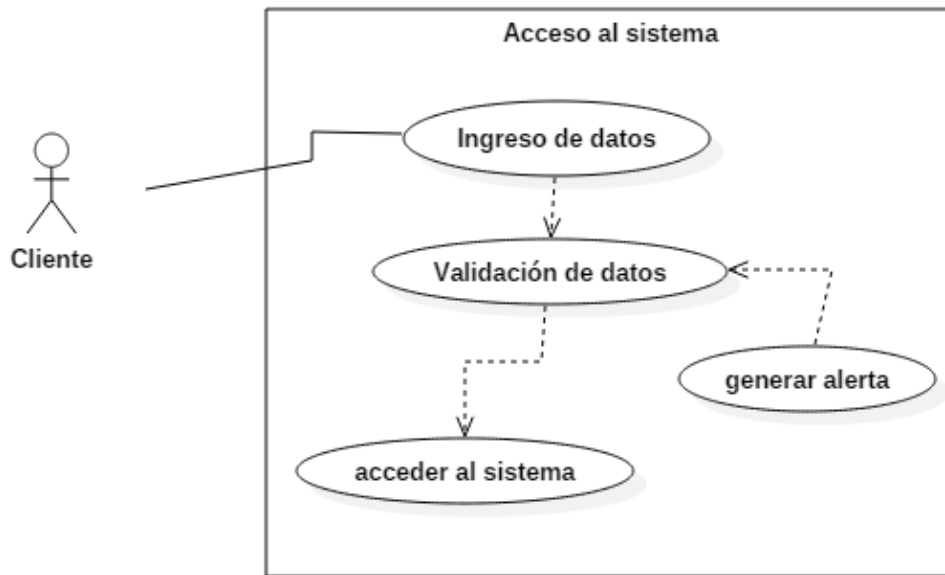 Acceso al sistema
Ingreso de datos
Cliente
Validación de datos
generar alerta
acceder al sistema